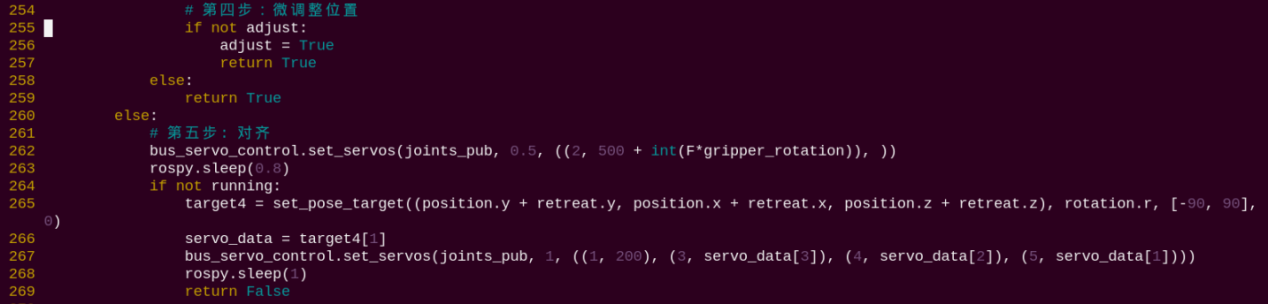 254                 # 第四步：微调整位置
255                 if not adjust:
256                     adjust = True
257                     return True
258             else:
259                 return True
260         else:
261             # 第五步: 对齐
262             bus_servo_control.set_servos(joints_pub, 0.5, ((2, 500 + int(F*gripper_rotation)), ))
263             rospy.sleep(0.8)
264             if not running:
265                 target4 = set_pose_target((position.y + retreat.y, position.x + retreat.x, position.z + retreat.z), rotation.r, [-90, 90],
0)
266                 servo_data = target4[1]
267                 bus_servo_control.set_servos(joints_pub, 1, ((1, 200), (3, servo_data[3]), (4, servo_data[2]), (5, servo_data[1])))
268                 rospy.sleep(1)
269                 return False